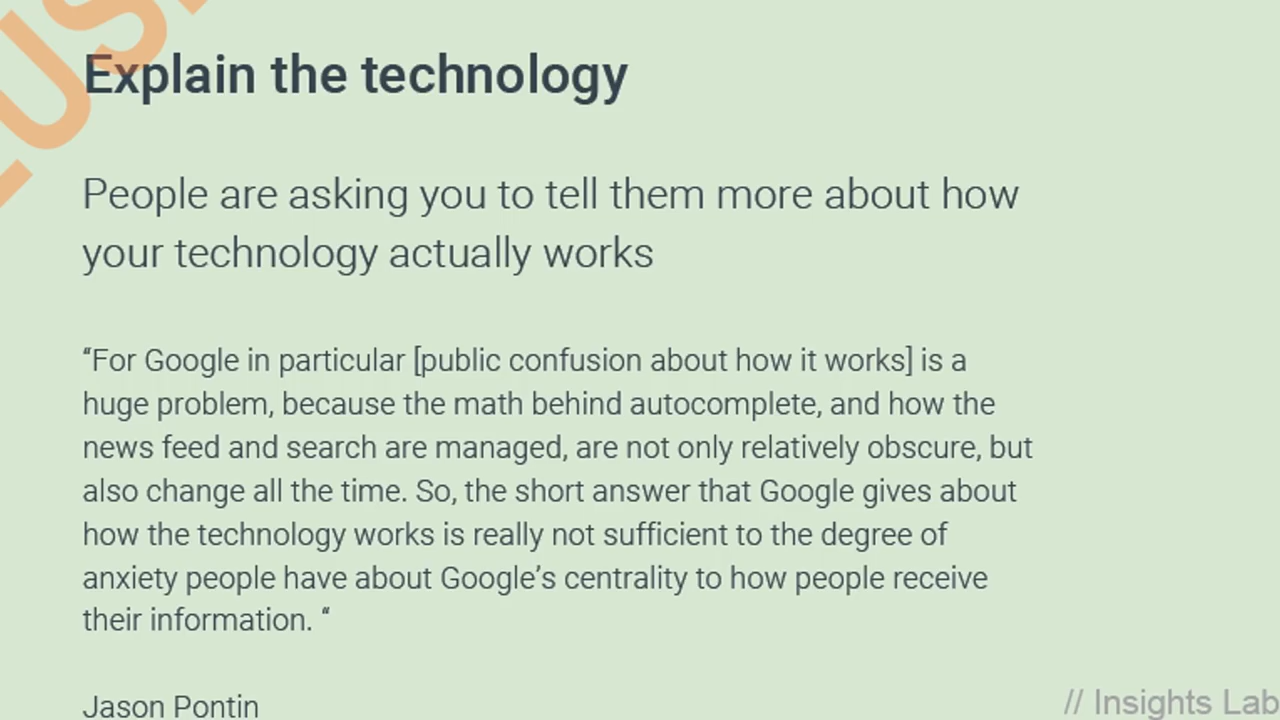 Explain the technology
People are asking you to tell them more about how
your technology actually works
“For Google in particular [public confusion about how it works] is a
huge problem, because the math behind autocomplete, and how the
news feed and search are managed, are not only relatively obscure, but
also change all the time. So, the short answer that Google gives about
how the technology works is really not sufficient to the degree of
anxiety people have about Google’s centrality to how people receive
their information. “
Jason Pontin
// Insights Lab